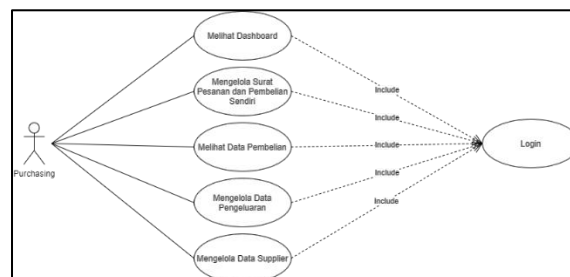 Melihat Dashboard
Mengelola Surat
Pesanan dan Pembelian
Sendiri
Melihat Data Pembelian
Mengelola Data
Pengeluaran
Mengelola Data Supplier
Purchasing
Include
Include
Include
Include
Include
Login